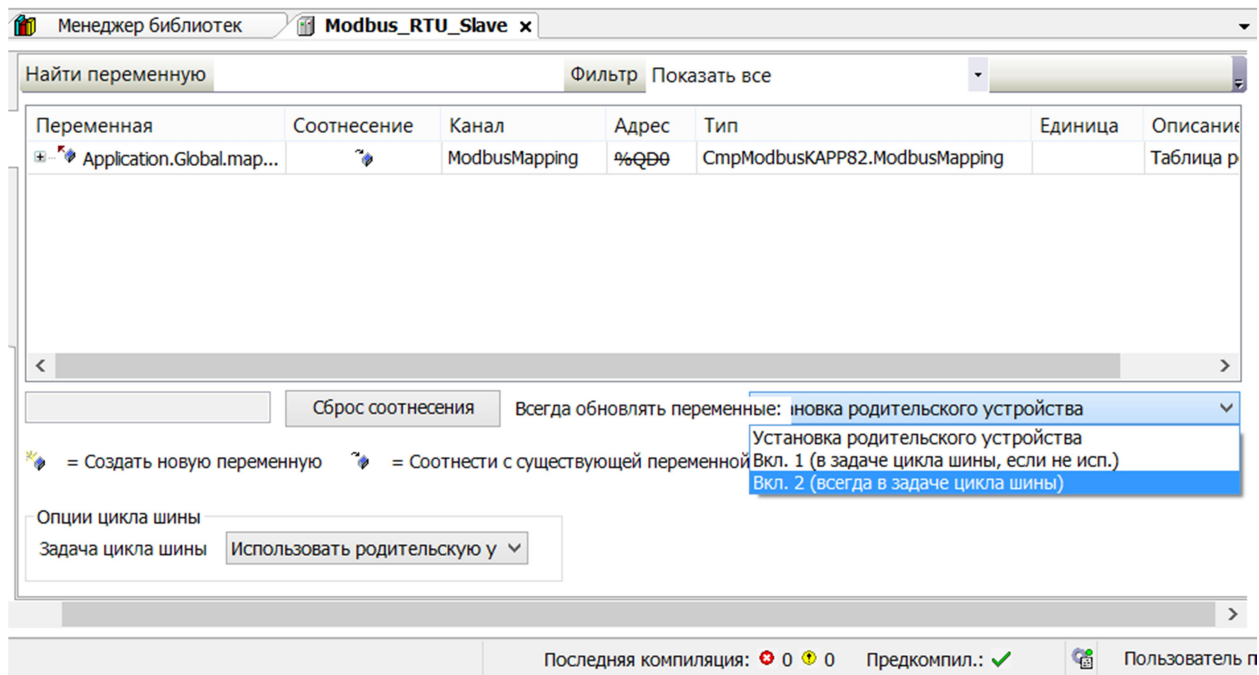 Менеджер библиотек Modbus_RTU_Slave x
Найти переменную Фильтр Показать все
Переменная Соотнесение Канал Адрес Тип Единица Описание
Application.Global.map... ModbusMapping %QD0 CmpModbusKAPP82.ModbusMapping Таблица р
Сброс соотнесения Всегда обновлять переменные: ановка родительского устройства
Установка родительского устройства
= Создать новую переменную = Соотнести с существующей переменной Вкл. 1 (в задаче цикла шины, если не исп.)
Вкл. 2 (всегда в задаче цикла шины)
Опции цикла шины
Задача цикла шины Использовать родительскую у
Последняя компиляция: 0 0 Предкомпил.: Пользователь п